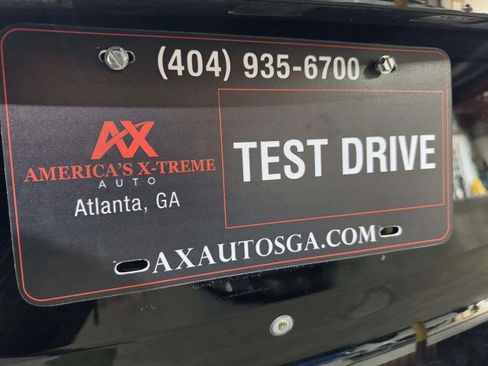 (404) 935-6700
AX
AMERICA'S X-TREME
AUTO
Atlanta, GA
TEST DRIVE
AXAUTOSGA.COM